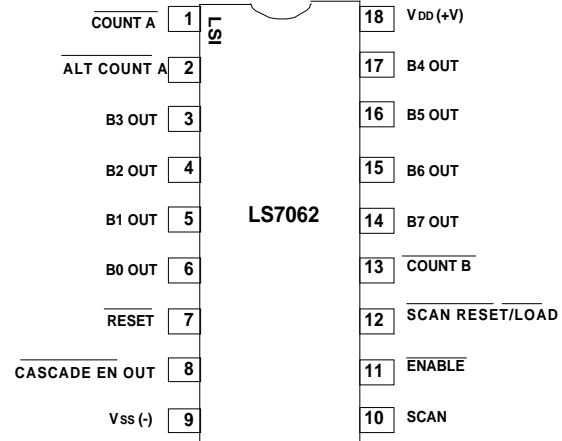 COUNT A 1 18 VDD (+V)
LSI
ALT COUNT A 2 17 B4 OUT
B3 OUT 3 16 B5 OUT
B2 OUT 4 15 B6 OUT
B1 OUT 5 LS7062 14 B7 OUT
B0 OUT 6 13 COUNT B
RESET 7 12 SCAN RESET/LOAD
CASCADE EN OUT 8 11 ENABLE
VSS (-) 9 10 SCAN